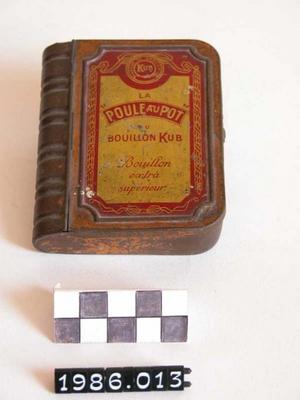 KUB
LA
"POULE AU POT"
DU
BOUILLON KUB
Bouillon
extra
supérieur
1986.013